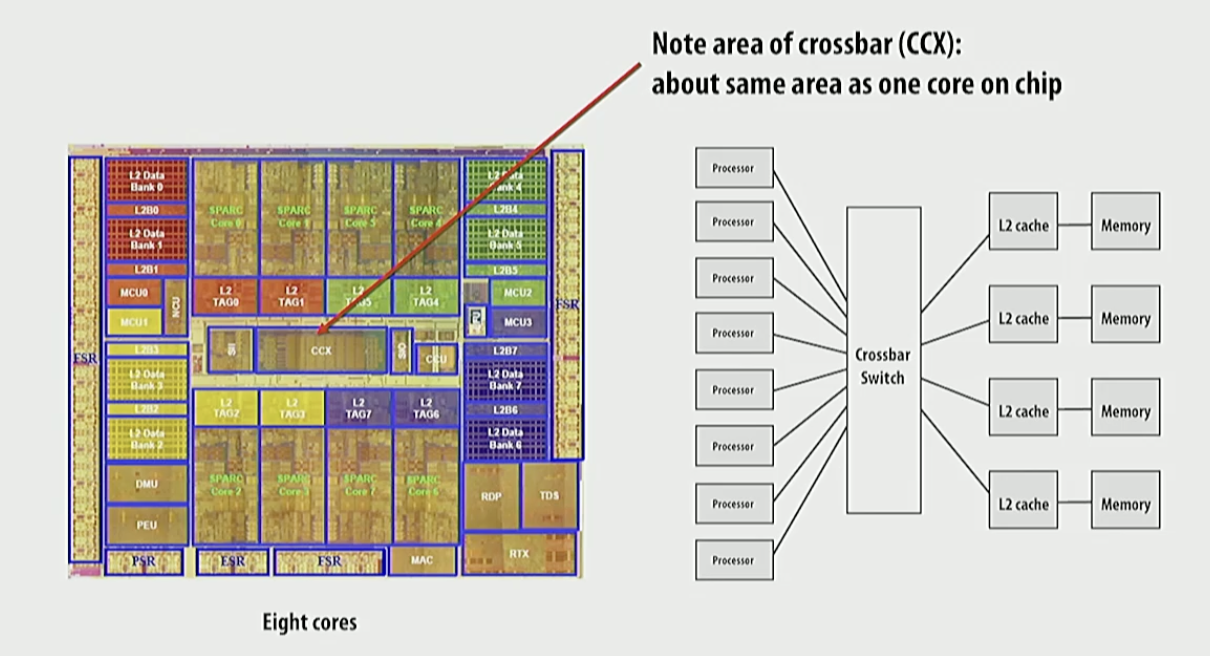 Note area of crossbar (CCX):
about same area as one core on chip
L2 Data
Bank 0
L2B0
L2 Data
Bank 1
L2B1
MCU0
NCU
MCU1
FSR
L2B3
L2 Data
Bank 3
L2B2
L2 Data
Bank 2
DMU
PEU
SPARC
Core 0
SPARC
Core 1
SPARC
Core 5
SPARC
Core 4
L2
TAG0
L2
TAG1
L2
TAG5
L2
TAG4
SII
CCX
SIO
CCU
L2
TAG2
L2
TAG3
L2
TAG7
L2
TAG6
SPARC
Core 2
SPARC
Core 3
SPARC
Core 7
SPARC
Core 6
L2 Data
Bank 4
L2B4
L2 Data
Bank 5
L2B5
MCU2
MCU3
FSR
L2B7
L2 Data
Bank 7
L2B6
L2 Data
Bank 6
RDP
TDS
RTX
PSR
ESR
FSR
MAC
Eight cores
Processor
Processor
Processor
Processor
Processor
Processor
Processor
Processor
Crossbar
Switch
L2 cache
Memory
L2 cache
Memory
L2 cache
Memory
L2 cache
Memory